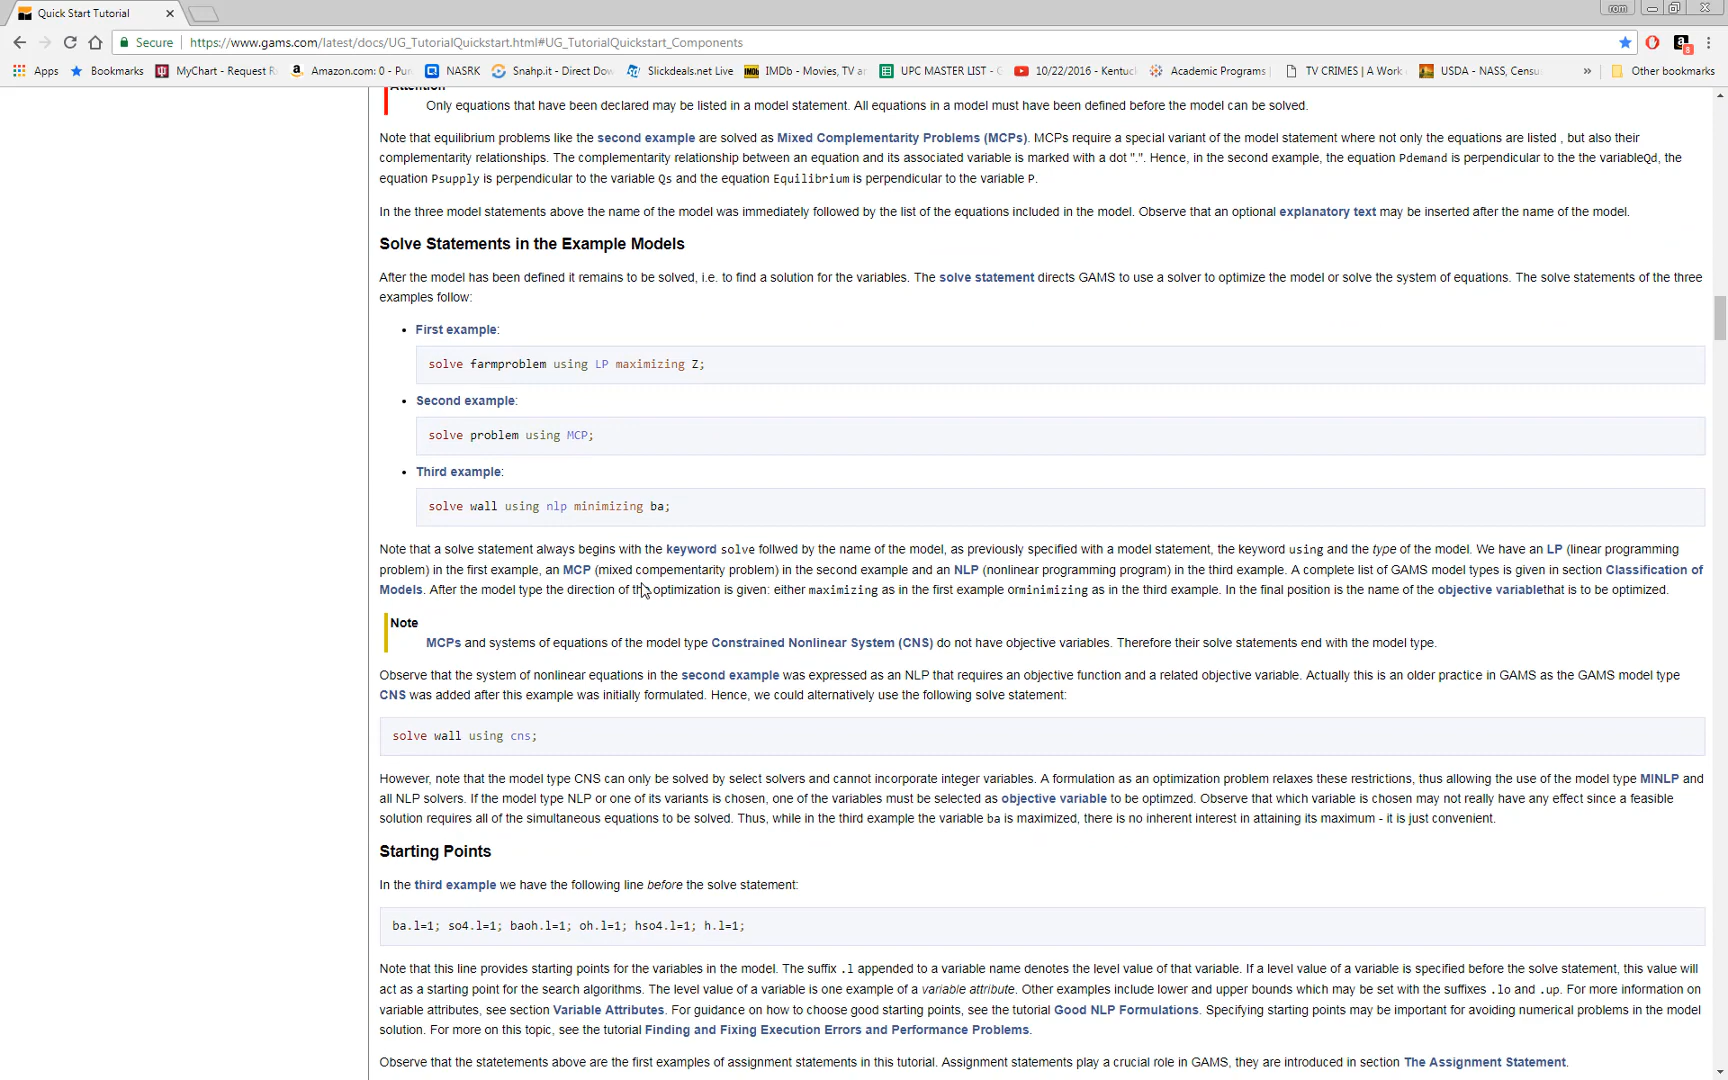 Quick Start Tutorial
rom
Secure https://www.gams.com/latest/docs/UG_TutorialQuickstart.html#UG_TutorialQuickstart_Components
8
Apps Bookmarks MyChart - Request R Amazon.com: 0 - Pun NASRK Snahp.it - Direct Dow Slickdeals.net Live IMDb - Movies, TV ar UPC MASTER LIST - G 10/22/2016 - Kentuck Academic Programs TV CRIMES | A Work USDA - NASS, Censu » Other bookmarks
Attention
Only equations that have been declared may be listed in a model statement. All equations in a model must have been defined before the model can be solved.
Note that equilibrium problems like the second example are solved as Mixed Complementarity Problems (MCPs). MCPs require a special variant of the model statement where not only the equations are listed , but also their
complementarity relationships. The complementarity relationship between an equation and its associated variable is marked with a dot ".". Hence, in the second example, the equation Pdemand is perpendicular to the the variableQd, the
equation Psupply is perpendicular to the variable Qs and the equation Equilibrium is perpendicular to the variable P.
In the three model statements above the name of the model was immediately followed by the list of the equations included in the model. Observe that an optional explanatory text may be inserted after the name of the model.
Solve Statements in the Example Models
After the model has been defined it remains to be solved, i.e. to find a solution for the variables. The solve statement directs GAMS to use a solver to optimize the model or solve the system of equations. The solve statements of the three
examples follow:
• First example:
solve farmproblem using LP maximizing Z;
• Second example:
solve problem using MCP;
• Third example:
solve wall using nlp minimizing ba;
Note that a solve statement always begins with the keyword solve follwed by the name of the model, as previously specified with a model statement, the keyword using and the type of the model. We have an LP (linear programming
problem) in the first example, an MCP (mixed compementarity problem) in the second example and an NLP (nonlinear programming program) in the third example. A complete list of GAMS model types is given in section Classification of
Models. After the model type the direction of the optimization is given: either maximizing as in the first example orminimizing as in the third example. In the final position is the name of the objective variablethat is to be optimized.
Note
MCPs and systems of equations of the model type Constrained Nonlinear System (CNS) do not have objective variables. Therefore their solve statements end with the model type.
Observe that the system of nonlinear equations in the second example was expressed as an NLP that requires an objective function and a related objective variable. Actually this is an older practice in GAMS as the GAMS model type
CNS was added after this example was initially formulated. Hence, we could alternatively use the following solve statement:
solve wall using cns;
However, note that the model type CNS can only be solved by select solvers and cannot incorporate integer variables. A formulation as an optimization problem relaxes these restrictions, thus allowing the use of the model type MINLP and
all NLP solvers. If the model type NLP or one of its variants is chosen, one of the variables must be selected as objective variable to be optimzed. Observe that which variable is chosen may not really have any effect since a feasible
solution requires all of the simultaneous equations to be solved. Thus, while in the third example the variable ba is maximized, there is no inherent interest in attaining its maximum - it is just convenient.
Starting Points
In the third example we have the following line before the solve statement:
ba.l=1; so4.l=1; baoh.l=1; oh.l=1; hso4.l=1; h.l=1;
Note that this line provides starting points for the variables in the model. The suffix .l appended to a variable name denotes the level value of that variable. If a level value of a variable is specified before the solve statement, this value will
act as a starting point for the search algorithms. The level value of a variable is one example of a variable attribute. Other examples include lower and upper bounds which may be set with the suffixes .lo and .up. For more information on
variable attributes, see section Variable Attributes. For guidance on how to choose good starting points, see the tutorial Good NLP Formulations. Specifying starting points may be important for avoiding numerical problems in the model
solution. For more on this topic, see the tutorial Finding and Fixing Execution Errors and Performance Problems.
Observe that the statetements above are the first examples of assignment statements in this tutorial. Assignment statements play a crucial role in GAMS, they are introduced in section The Assignment Statement.